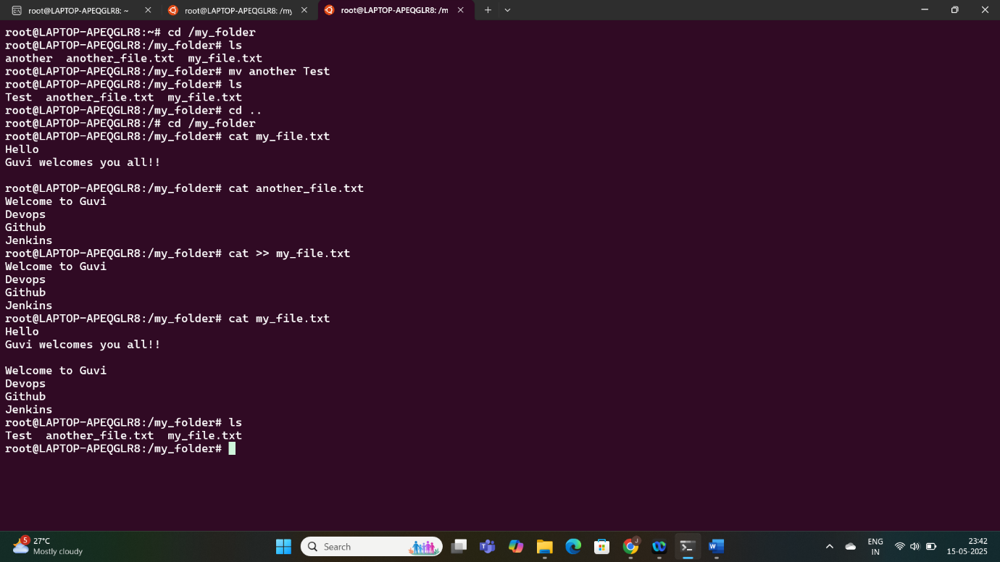 root@LAPTOP-APEQGLR8: ~
root@LAPTOP-APEQGLR8: /my
root@LAPTOP-APEQGLR8: /m
root@LAPTOP-APEQGLR8:~# cd /my_folder
root@LAPTOP-APEQGLR8:/my_folder# ls
another  another_file.txt  my_file.txt
root@LAPTOP-APEQGLR8:/my_folder# mv another Test
root@LAPTOP-APEQGLR8:/my_folder# ls
Test  another_file.txt  my_file.txt
root@LAPTOP-APEQGLR8:/my_folder# cd ..
root@LAPTOP-APEQGLR8:/# cd /my_folder
root@LAPTOP-APEQGLR8:/my_folder# cat my_file.txt
Hello
Guvi welcomes you all!!
root@LAPTOP-APEQGLR8:/my_folder# cat another_file.txt
Welcome to Guvi
Devops
Github
Jenkins
root@LAPTOP-APEQGLR8:/my_folder# cat >> my_file.txt
Welcome to Guvi
Devops
Github
Jenkins
root@LAPTOP-APEQGLR8:/my_folder# cat my_file.txt
Hello
Guvi welcomes you all!!
Welcome to Guvi
Devops
Github
Jenkins
root@LAPTOP-APEQGLR8:/my_folder# ls
Test  another_file.txt  my_file.txt
root@LAPTOP-APEQGLR8:/my_folder#
5
27°C
Mostly cloudy
Search
J
W
ENG
IN
23:42
15-05-2025